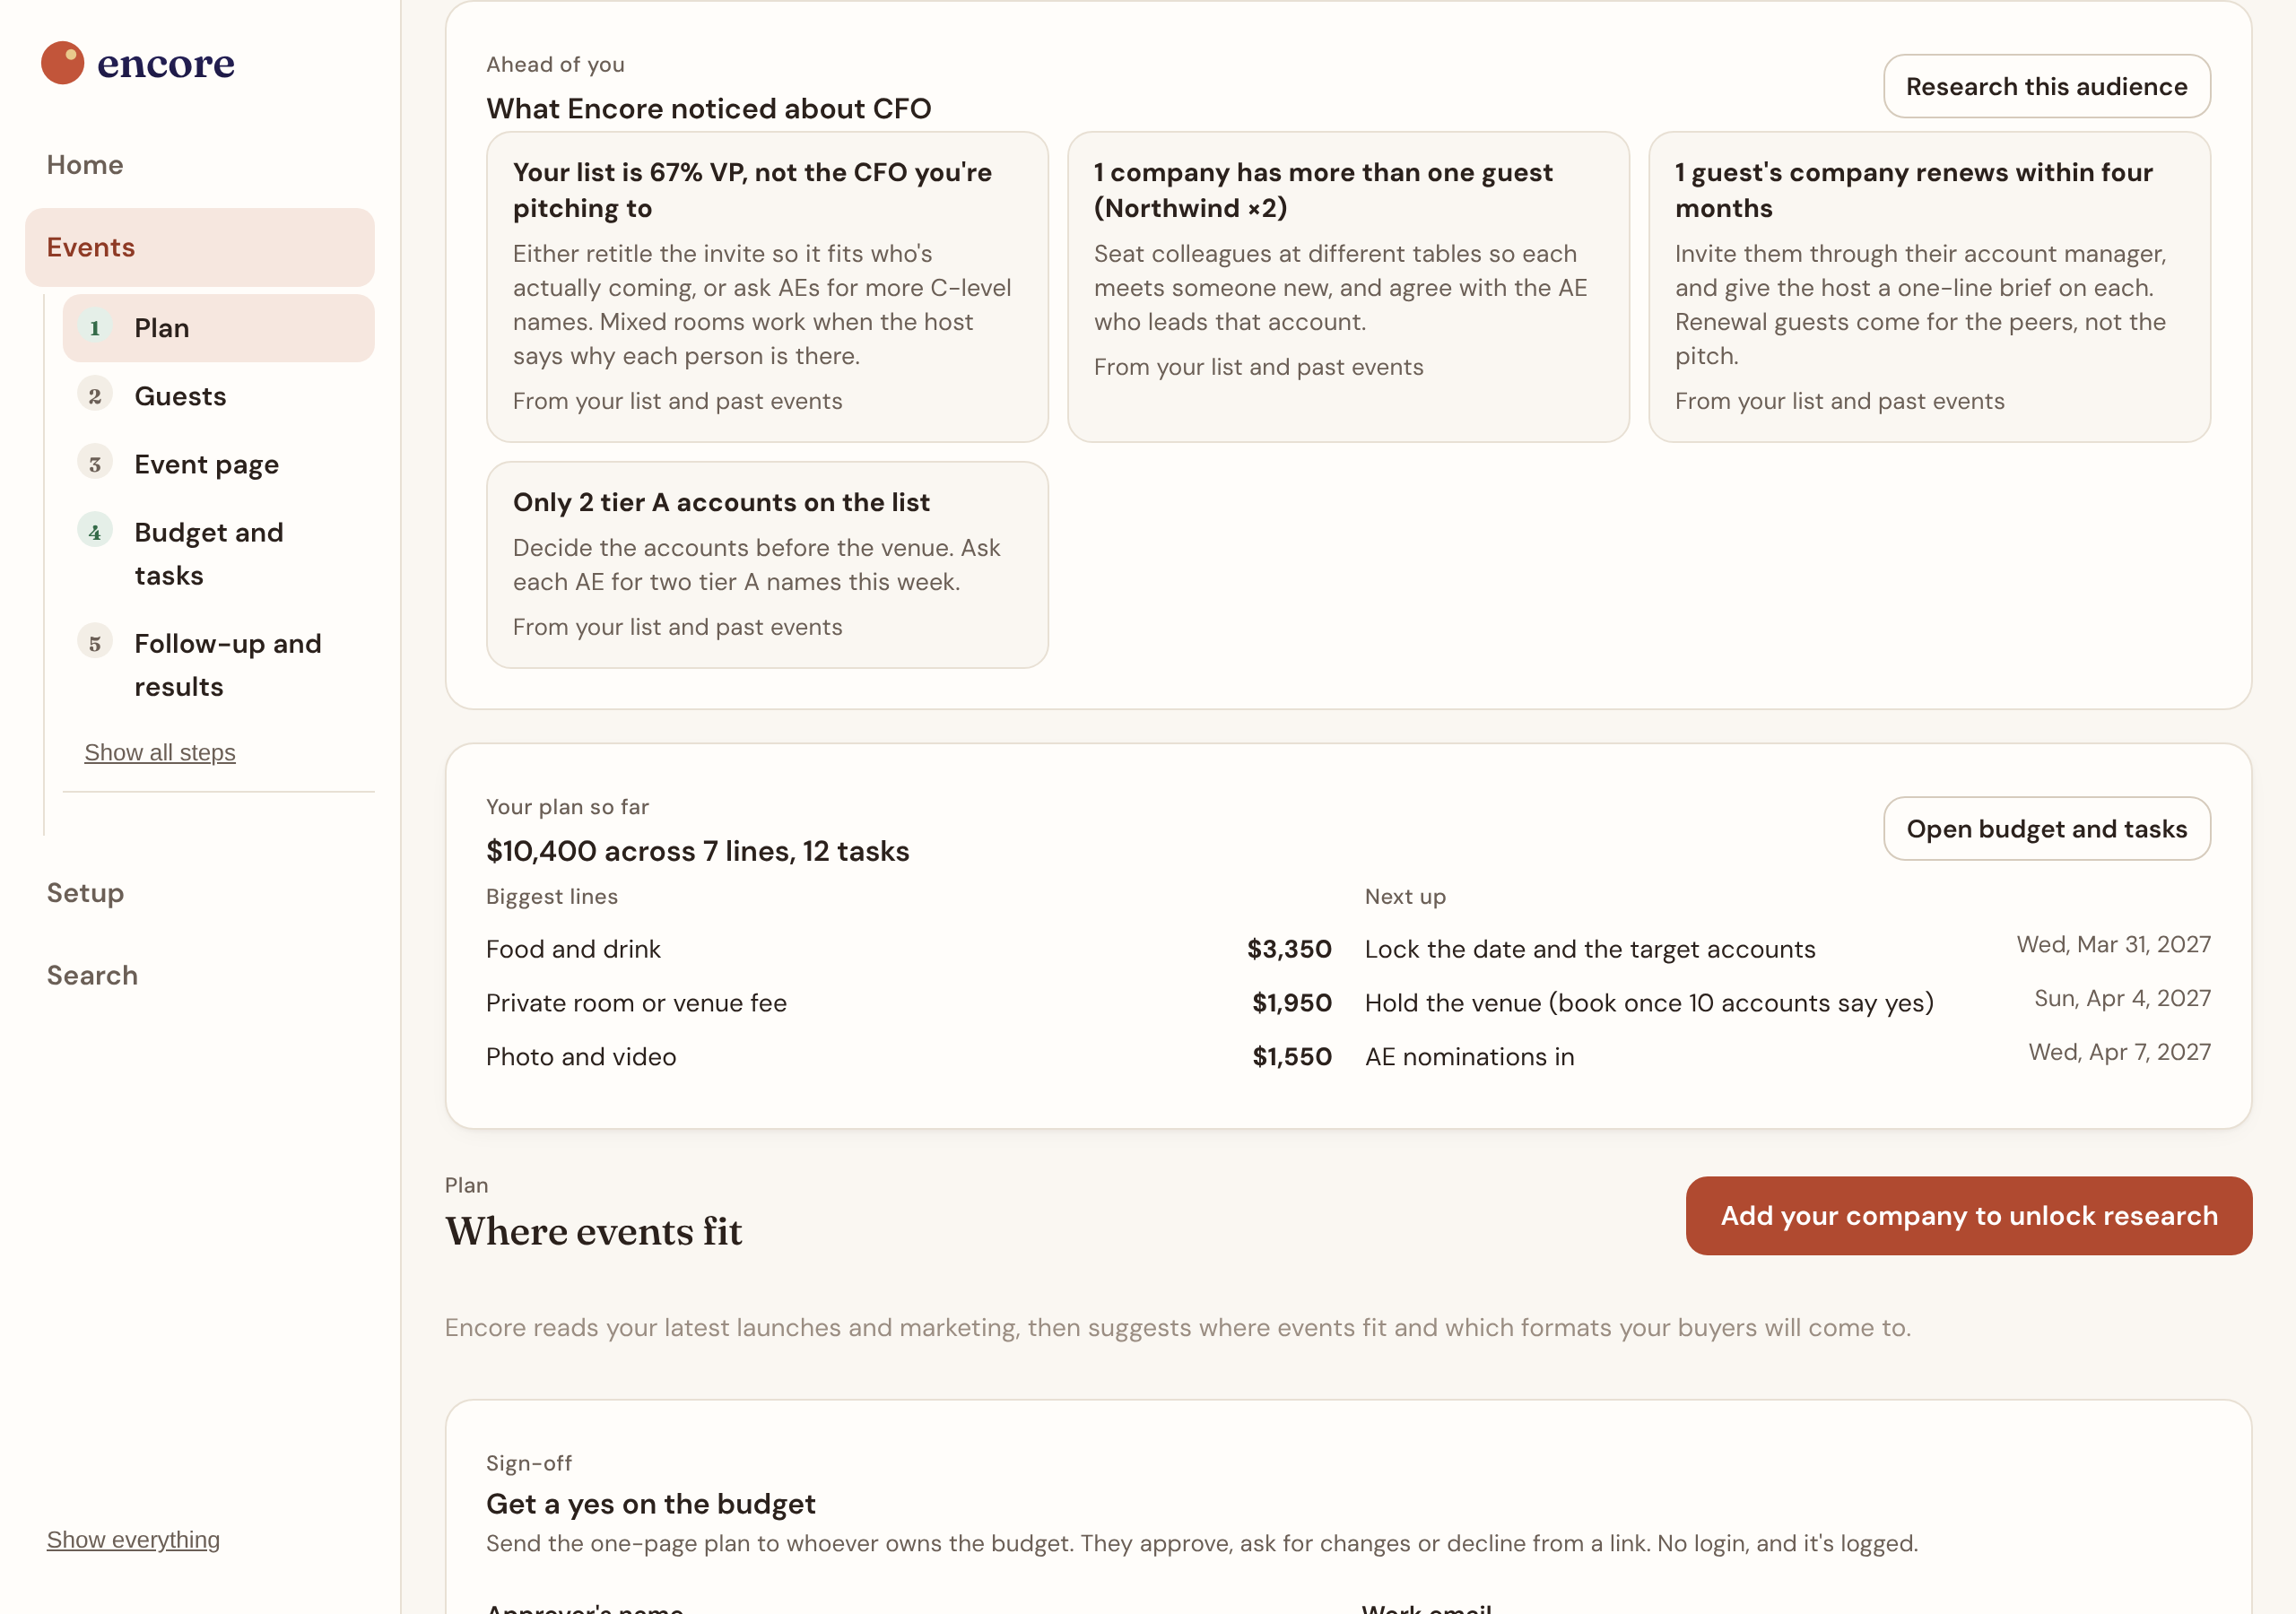 encore
Home
Events
1 Plan
2 Guests
3 Event page
4 Budget and
tasks
5 Follow-up and
results
Show all steps
Setup
Search
Show everything
Ahead of you
What Encore noticed about CFO
Research this audience
Your list is 67% VP, not the CFO you're
pitching to
Either retitle the invite so it fits who's
actually coming, or ask AEs for more C-level
names. Mixed rooms work when the host
says why each person is there.
From your list and past events
1 company has more than one guest
(Northwind ×2)
Seat colleagues at different tables so each
meets someone new, and agree with the AE
who leads that account.
From your list and past events
1 guest's company renews within four
months
Invite them through their account manager,
and give the host a one-line brief on each.
Renewal guests come for the peers, not the
pitch.
From your list and past events
Only 2 tier A accounts on the list
Decide the accounts before the venue. Ask
each AE for two tier A names this week.
From your list and past events
Your plan so far
$10,400 across 7 lines, 12 tasks
Open budget and tasks
Biggest lines
Food and drink $3,350
Private room or venue fee $1,950
Photo and video $1,550
Next up
Lock the date and the target accounts Wed, Mar 31, 2027
Hold the venue (book once 10 accounts say yes) Sun, Apr 4, 2027
AE nominations in Wed, Apr 7, 2027
Plan
Where events fit
Add your company to unlock research
Encore reads your latest launches and marketing, then suggests where events fit and which formats your buyers will come to.
Sign-off
Get a yes on the budget
Send the one-page plan to whoever owns the budget. They approve, ask for changes or decline from a link. No login, and it's logged.
Approver's name
Work email